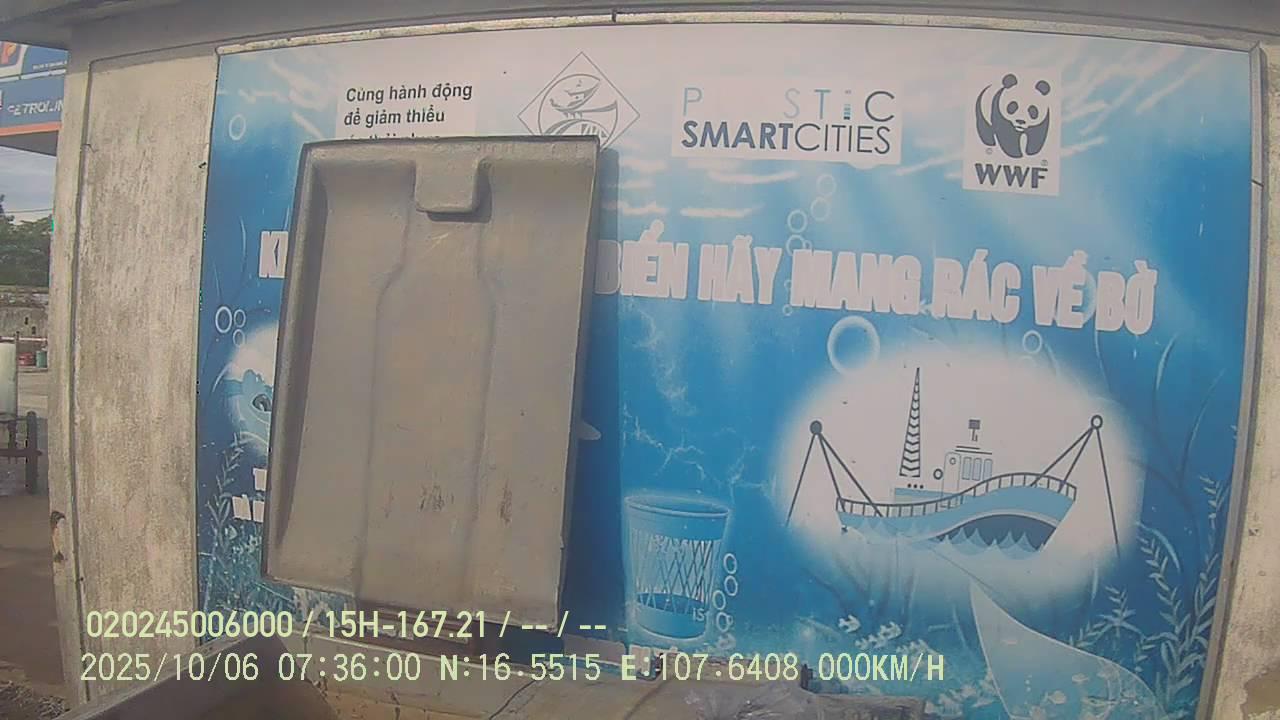 Cùng hành động
để giảm thiểu
P STIC
SMARTCITIES
WWF
BIỂN HÃY MANG RÁC VỀ BỜ
020245006000 / 15H-167.21 / -- / --
2025/10/06 07:36:00 N:16.5515 E:107.6408 000KM/H